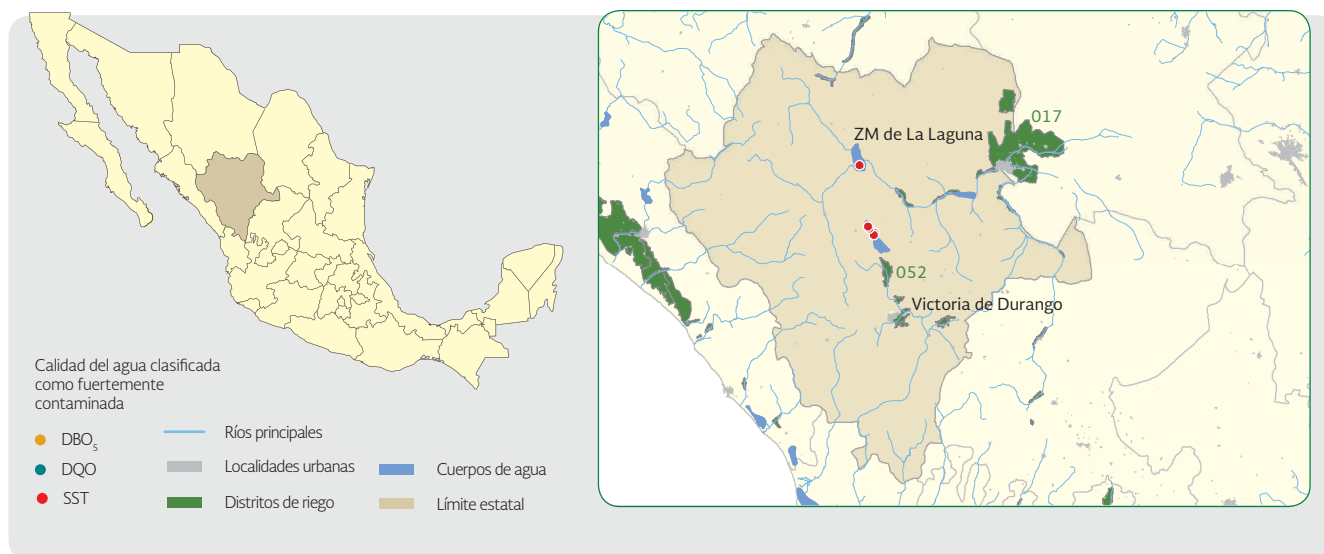 017
ZM de La Laguna
052
Victoria de Durango
Calidad del agua clasificada
como fuertemente
contaminada
DBO₅
DQO
SST
Ríos principales
Localidades urbanas
Distritos de riego
Cuerpos de agua
Límite estatal